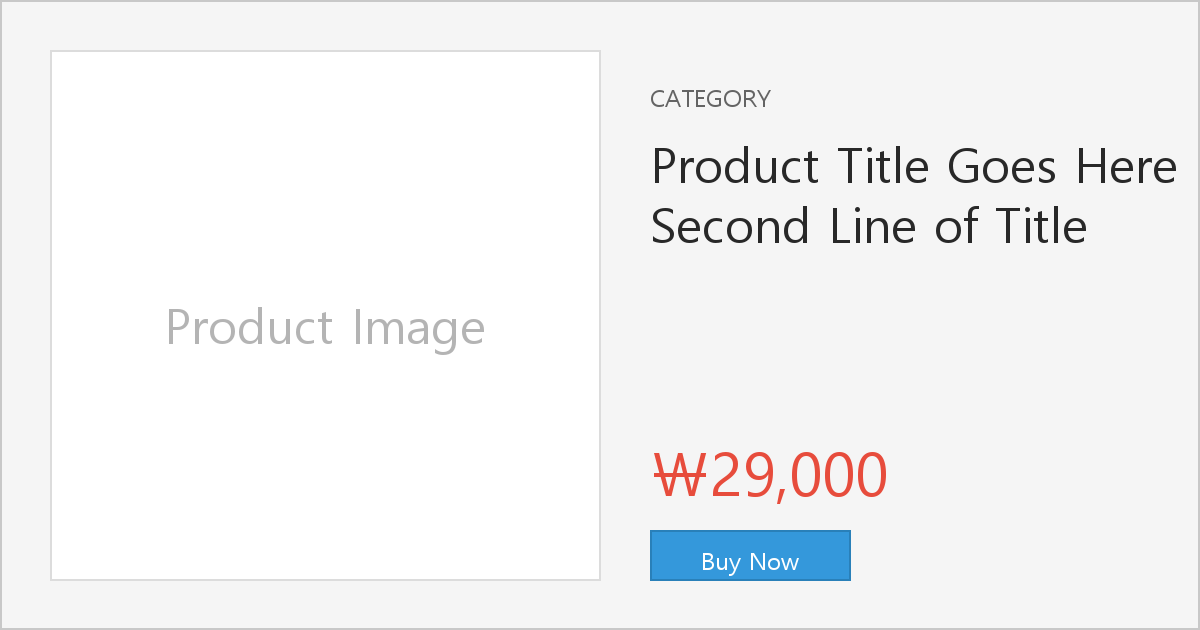 CATEGORY
Product Title Goes Here
Second Line of Title
Product Image
₩29,000
Buy Now